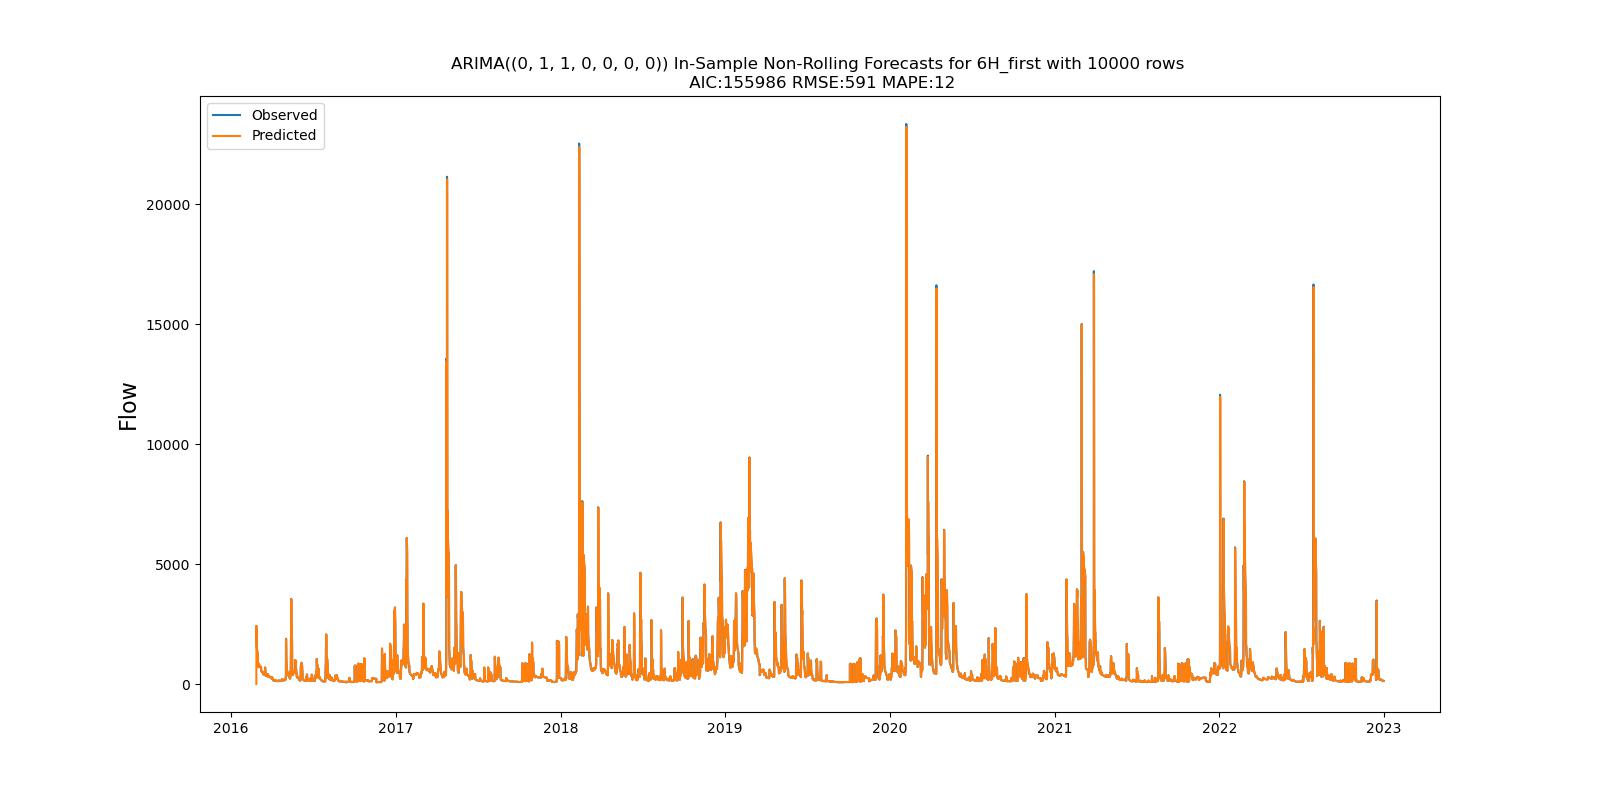 ARIMA((0, 1, 1, 0, 0, 0, 0)) In-Sample Non-Rolling Forecasts for 6H_first with 10000 rows
AIC:155986 RMSE:591 MAPE:12
Observed
Predicted
Flow
20000
15000
10000
5000
0
2016 2017 2018 2019 2020 2021 2022 2023